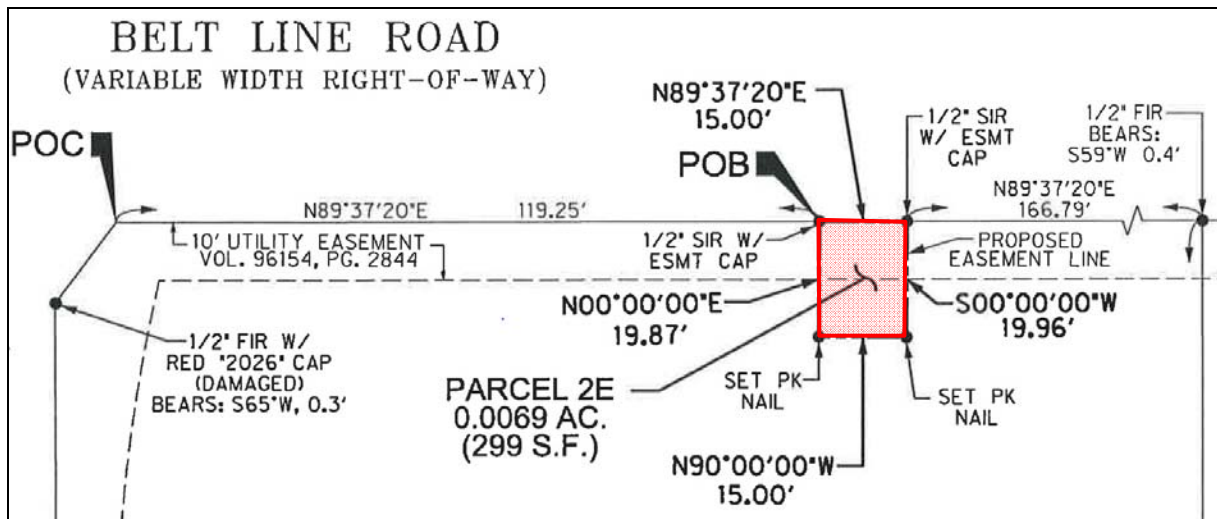 BELT LINE ROAD
(VARIABLE WIDTH RIGHT-OF-WAY)
POC
N89°37'20"E 119.25'
10' UTILITY EASEMENT
VOL. 96154, PG. 2844
1/2" FIR W/
RED "2026" CAP
(DAMAGED)
BEARS: S65°W, 0.3'
N89°37'20"E
15.00'
POB
1/2" SIR
W/ ESMT
CAP
1/2" FIR
BEARS:
S59°W 0.4'
N89°37'20"E
166.79'
1/2" SIR W/
ESMT CAP
PROPOSED
EASEMENT LINE
N00°00'00"E
19.87'
S00°00'00"W
19.96'
SET PK
NAIL
SET PK
NAIL
PARCEL 2E
0.0069 AC.
(299 S.F.)
N90°00'00"W
15.00'